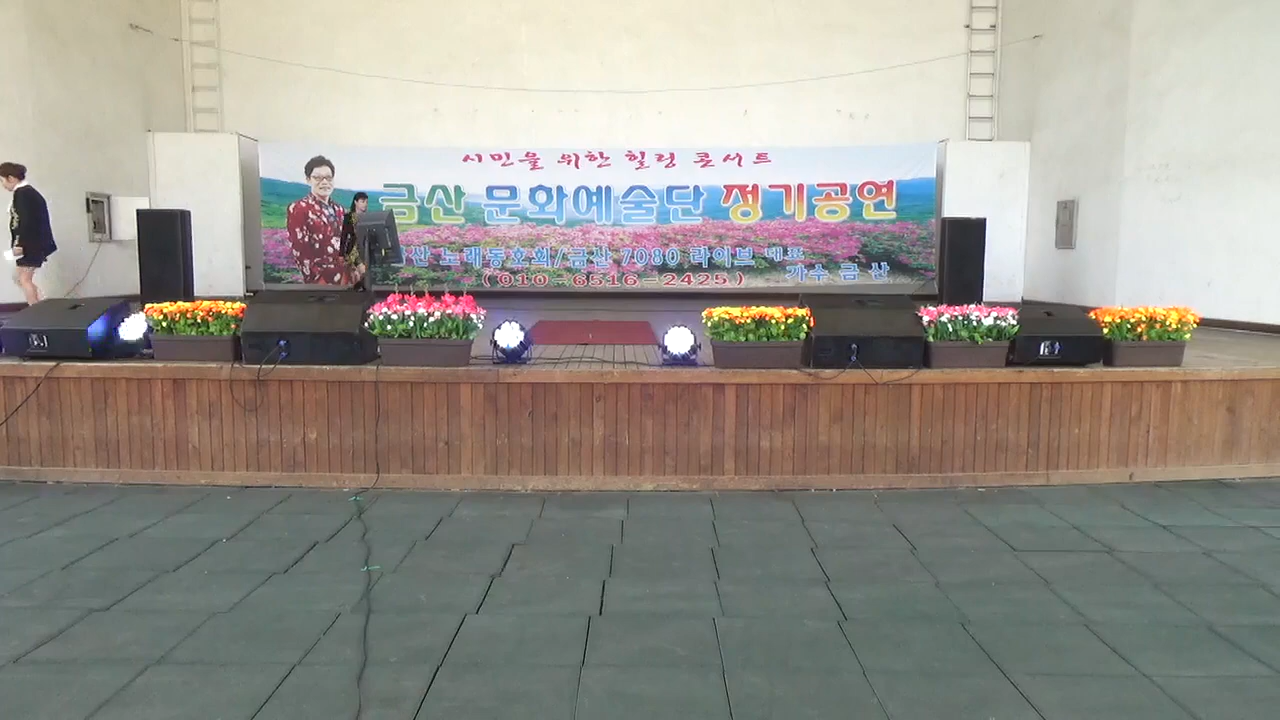 시민을 위한 힐링 콘서트
금산 문화예술단 정기공연
금산 노래동호회/금산 7080 라이브 대표
가수 금산
(010-6516-2425)